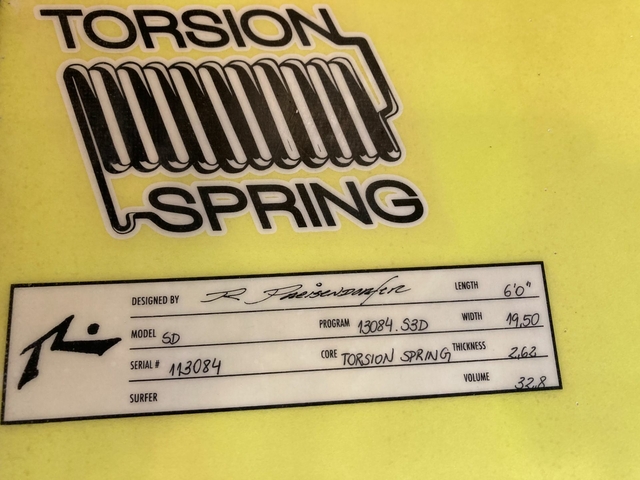 TORSION
SPRING
DESIGNED BY R Preisendorfer LENGTH 6'0"
MODEL SD PROGRAM 13084.S3D WIDTH 19,50
SERIAL # 113084 CORE TORSION SPRING THICKNESS 2,62
SURFER VOLUME 32,8